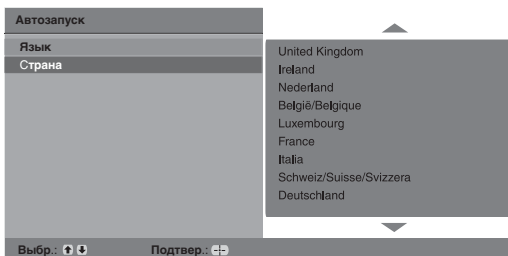 Автозапуск
Язык
Страна
United Kingdom
Ireland
Nederland
België/Belgique
Luxembourg
France
Italia
Schweiz/Suisse/Svizzera
Deutschland
Выбр.: Подтвер.: